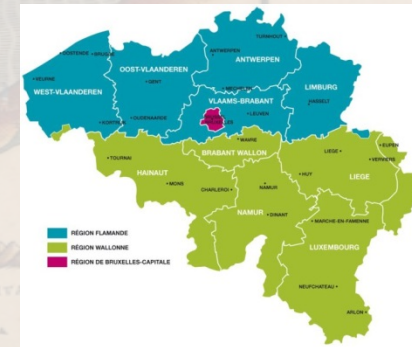 TURNHOUT
OOSTENDE
BRUGGE
ANTWERPEN
ANTWERPEN
OOST-VLAANDEREN
GENT
VEURNE
MECHELEN
LIMBURG
WEST-VLAANDEREN
VLAAMS-BRABANT
HASSELT
LEUVEN
OUDENAARDE
KORTRIJK
WAVRE
EUPEN
BRABANT WALLON
LIEGE
TOURNAI
VERVIERS
HAINAUT
HUY
LIEGE
MONS
CHARLEROI
NAMUR
NAMUR
DINANT
MARCHE-EN-FAMENNE
RÉGION FLAMANDE
LUXEMBOURG
RÉGION WALLONNE
RÉGION DE BRUXELLES-CAPITALE
NEUFCHATEAU
ARLON